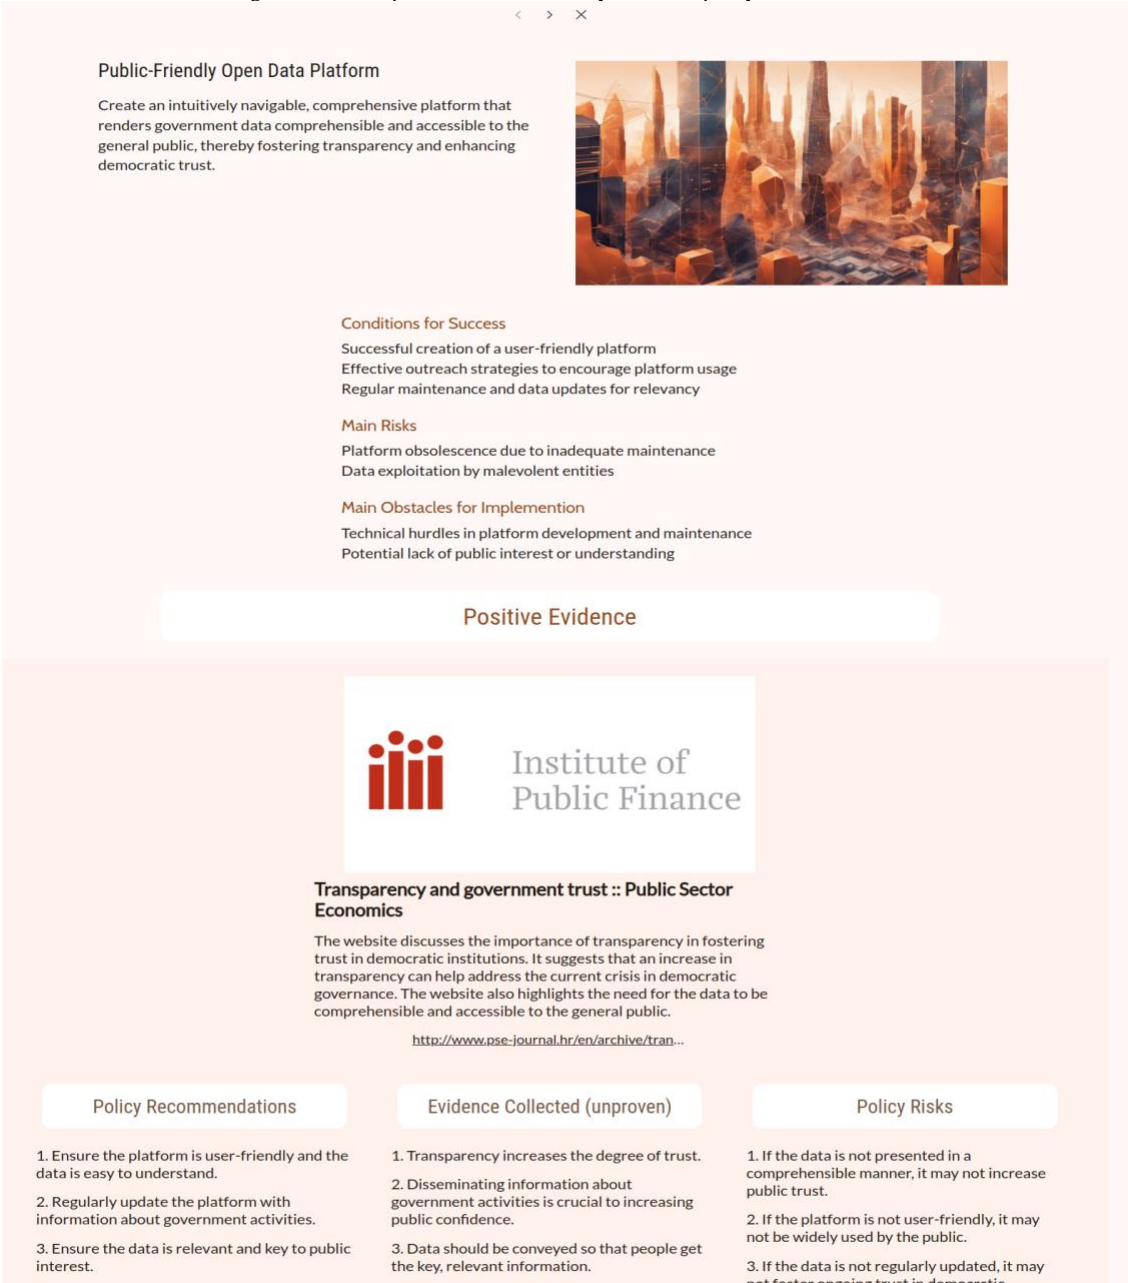 Public-Friendly Open Data Platform
Create an intuitively navigable, comprehensive platform that
renders government data comprehensible and accessible to the
general public, thereby fostering transparency and enhancing
democratic trust.
Conditions for Success
Successful creation of a user-friendly platform
Effective outreach strategies to encourage platform usage
Regular maintenance and data updates for relevancy
Main Risks
Platform obsolescence due to inadequate maintenance
Data exploitation by malevolent entities
Main Obstacles for Implemention
Technical hurdles in platform development and maintenance
Potential lack of public interest or understanding
Positive Evidence
Institute of
Public Finance
Transparency and government trust :: Public Sector
Economics
The website discusses the importance of transparency in fostering
trust in democratic institutions. It suggests that an increase in
transparency can help address the current crisis in democratic
governance. The website also highlights the need for the data to be
comprehensible and accessible to the general public.
http://www.pse-journal.hr/en/archive/tran...
Policy Recommendations
1. Ensure the platform is user-friendly and the
data is easy to understand.
2. Regularly update the platform with
information about government activities.
3. Ensure the data is relevant and key to public
interest.
Evidence Collected (unproven)
1. Transparency increases the degree of trust.
2. Disseminating information about
government activities is crucial to increasing
public confidence.
3. Data should be conveyed so that people get
the key, relevant information.
Policy Risks
1. If the data is not presented in a
comprehensible manner, it may not increase
public trust.
2. If the platform is not user-friendly, it may
not be widely used by the public.
3. If the data is not regularly updated, it may
not foster ongoing trust in democratic